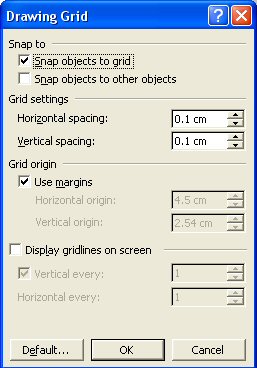 Drawing Grid
Snap to
Snap objects to grid
Snap objects to other objects
Grid settings
Horizontal spacing: 0.1 cm
Vertical spacing: 0.1 cm
Grid origin
Use margins
Horizontal origin: 4.5 cm
Vertical origin: 2.54 cm
Display gridlines on screen
Vertical every: 1
Horizontal every: 1
Default... OK Cancel